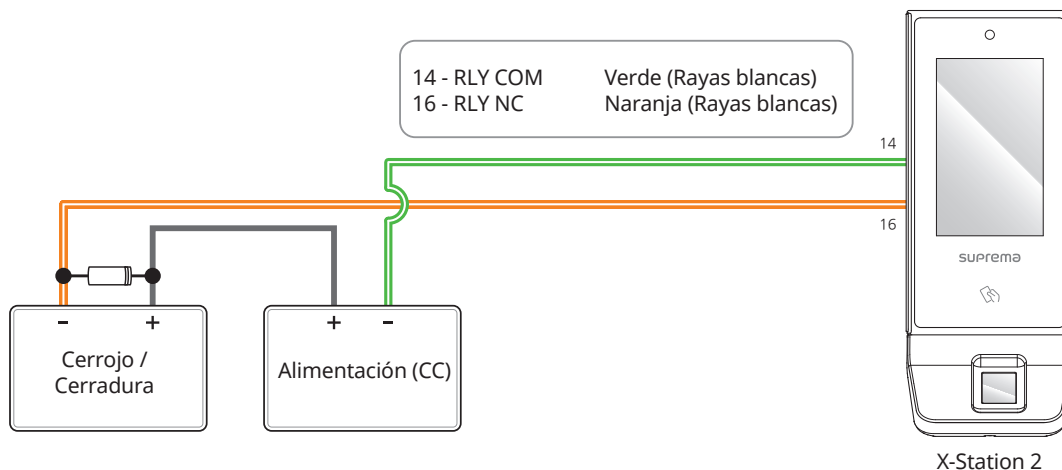 14 - RLY COM Verde (Rayas blancas)
16 - RLY NC Naranja (Rayas blancas)
14
16
suprema
- +
+ -
Cerrojo /
Cerradura
Alimentación (CC)
X-Station 2